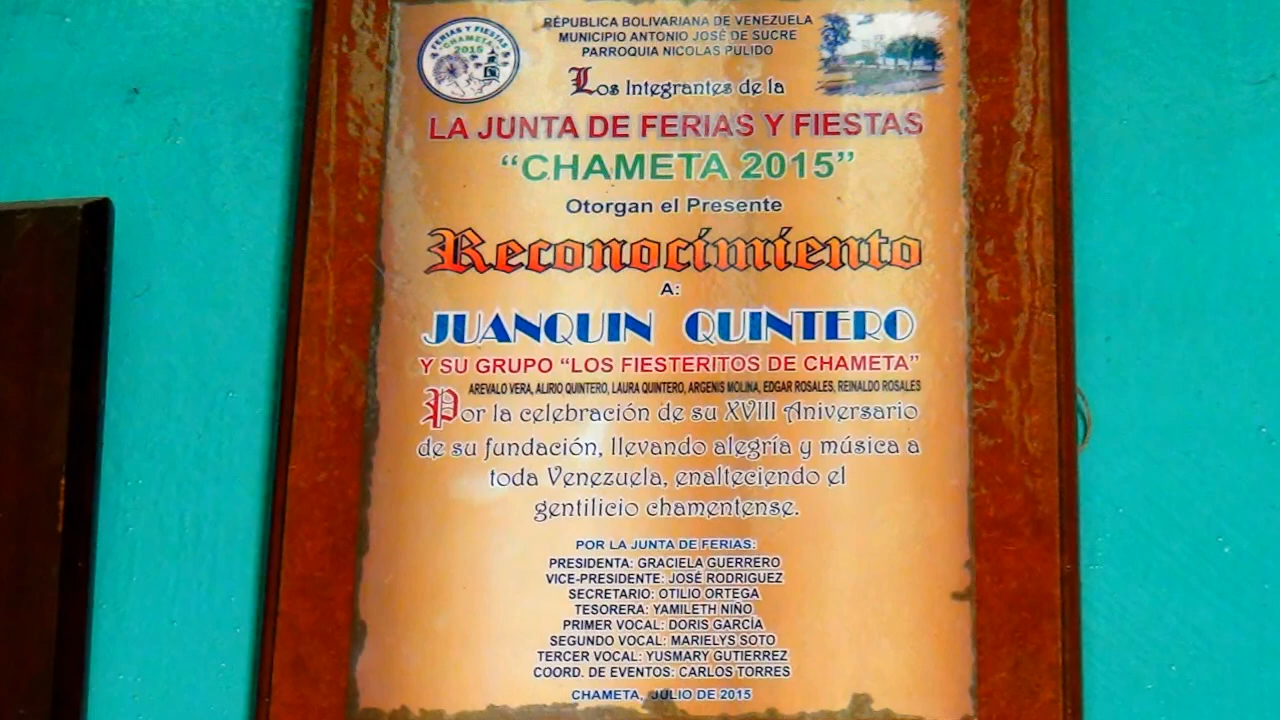 FERIAS Y FIESTAS
CHAMETA
2015
RÉPUBLICA BOLIVARIANA DE VENEZUELA
MUNICIPIO ANTONIO JOSÉ DE SUCRE
PARROQUIA NICOLAS PULIDO
Los Integrantes de la
LA JUNTA DE FERIAS Y FIESTAS
“CHAMETA 2015”
Otorgan el Presente
Reconocimiento
A:
JUANQUIN QUINTERO
Y SU GRUPO “LOS FIESTERITOS DE CHAMETA”
AREVALO VERA, ALIRIO QUINTERO, LAURA QUINTERO, ARGENIS MOLINA, EDGAR ROSALES, REINALDO ROSALES
Por la celebración de su XVIII Aniversario
de su fundación, llevando alegría y música a
toda Venezuela, enalteciendo el
gentilicio chamentense.
POR LA JUNTA DE FERIAS:
PRESIDENTA: GRACIELA GUERRERO
VICE-PRESIDENTE: JOSÉ RODRIGUEZ
SECRETARIO: OTILIO ORTEGA
TESORERA: YAMILETH NIÑO
PRIMER VOCAL: DORIS GARCÍA
SEGUNDO VOCAL: MARIELYS SOTO
TERCER VOCAL: YUSMARY GUTIERREZ
COORD. DE EVENTOS: CARLOS TORRES
CHAMETA, JULIO DE 2015